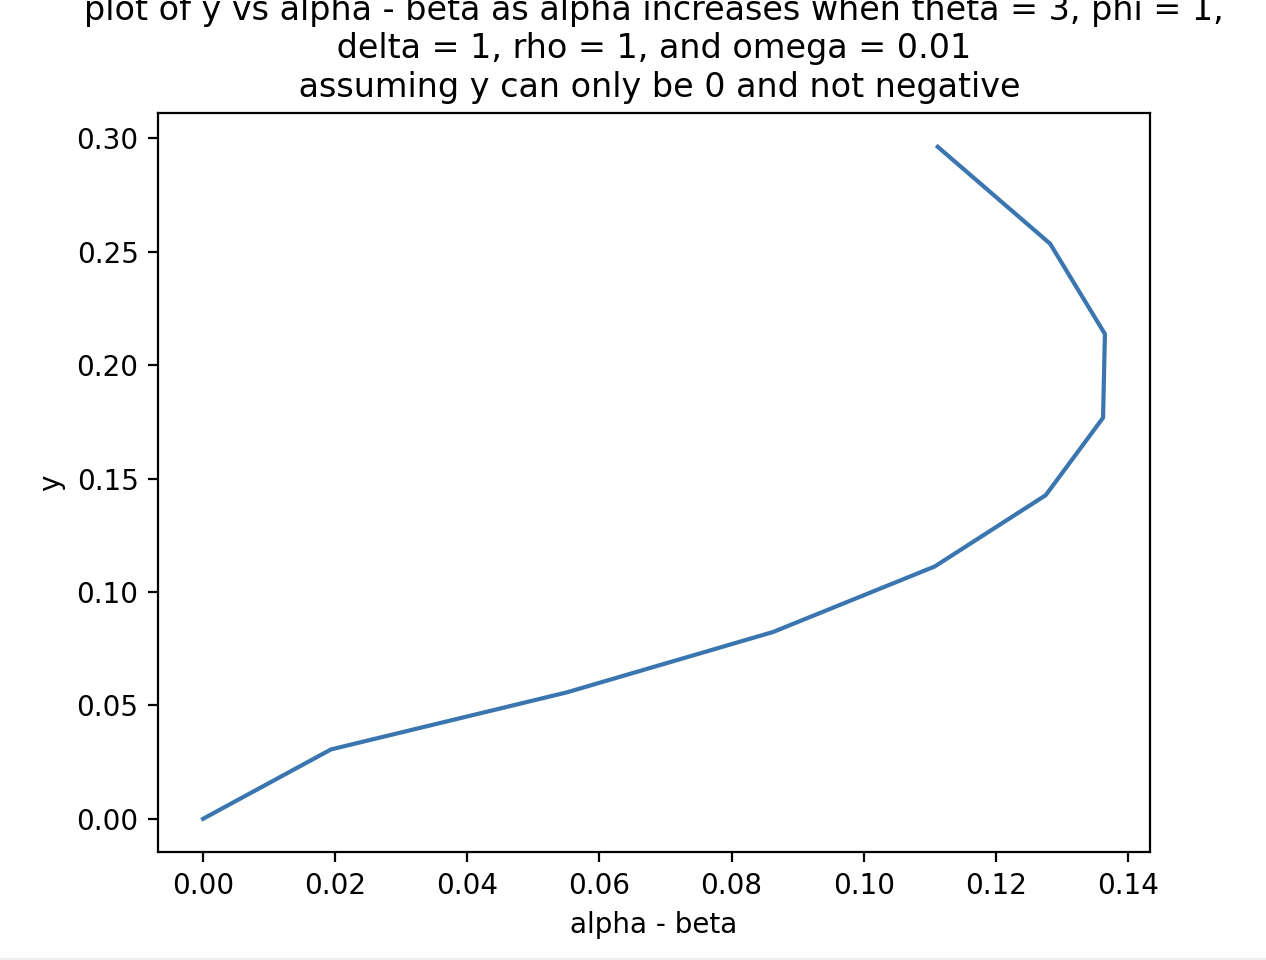 plot of y vs alpha - beta as alpha increases when theta = 3, phi = 1,
delta = 1, rho = 1, and omega = 0.01
assuming y can only be 0 and not negative
0.30
0.25
0.20
0.15
0.10
0.05
0.00
y
0.00 0.02 0.04 0.06 0.08 0.10 0.12 0.14
alpha - beta